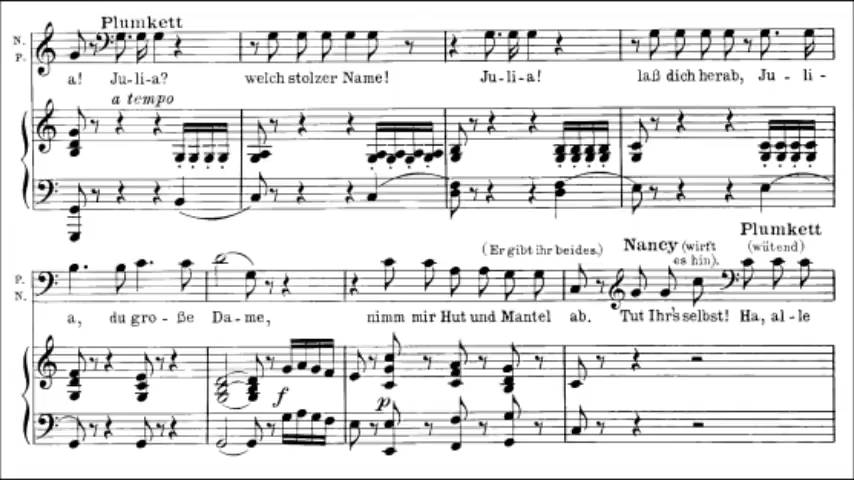 Plumkett
N.
P.
a! Ju-li-a? welch stolzer Name! Ju-li-a! laß dich herab, Ju - li -
a tempo
Plumkett
(Er gibt ihr beides.) Nancy (wirft (wütend)
es hin).
P.
N.
a, du gro - ße Da-me, nimm mir Hut und Mantel ab. Tut Ihr's selbst! Ha, al-le
f
p